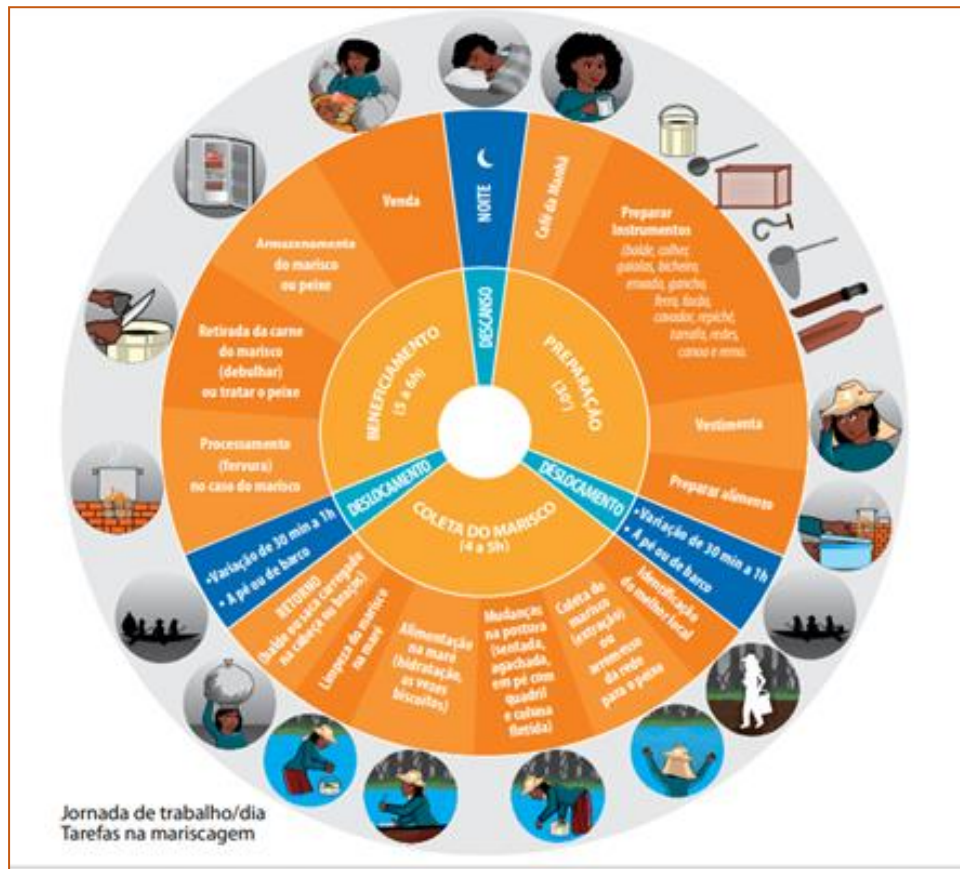 NOITE
DESCANSO
Café da Manhã
PREPARAÇÃO
(30')
Preparar
Instrumentos
(balde, colher,
gaiolas, bicheiro,
enxada, gancho,
ferro, facão,
cavador,
redes,
canoa e remo.
Vestimenta
Preparar alimento
DESLOCAMENTO
•Variação de 30 min a 1h
• A pé ou de barco
COLETA DO MARISCO
(4 a 5h)
Identificação
do melhor local
Coleta do
marisco
(extração)
ou
arremesso
da rede
para o peixe
Mudanças
na postura
(sentada,
agachada,
em pé com
quadril
e coluna
fletida)
Alimentação
na maré
(hidratação,
as vezes
biscoitos)
Limpeza do marisco
na maré
RETORNO
(balde ou saca carregado
na cabeça ou braços)
DESLOCAMENTO
•Variação de 30 min a 1h
• A pé ou de barco
BENEFICIAMENTO
(5 a 6h)
Processamento
(fervura)
no caso do marisco
Retirada da carne
do marisco
(debulhar)
ou tratar o peixe
Armazenamento
do marisco
ou peixe
Venda
Jornada de trabalho/dia
Tarefas na mariscagem